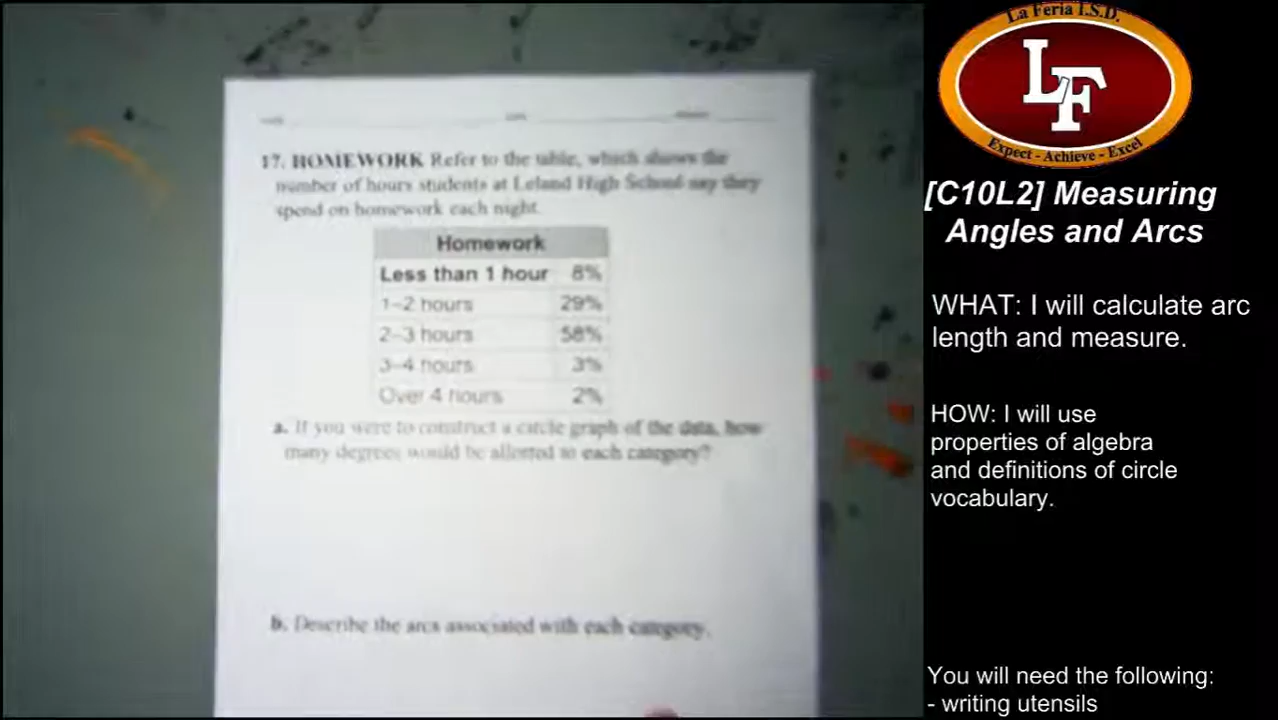 17. HOMEWORK Refer to the table, which shows the
number of hours students at Leland High School say they
spend on homework each night.
Homework
Less than 1 hour 8%
1–2 hours 29%
2–3 hours 58%
3–4 hours 3%
Over 4 hours 2%
a. If you were to construct a circle graph of the data, how
many degrees would be allotted to each category?
b. Describe the arcs associated with each category.
La Feria I.S.D.
LF
Expect - Achieve - Excel
[C10L2] Measuring
Angles and Arcs
WHAT: I will calculate arc
length and measure.
HOW: I will use
properties of algebra
and definitions of circle
vocabulary.
You will need the following:
- writing utensils